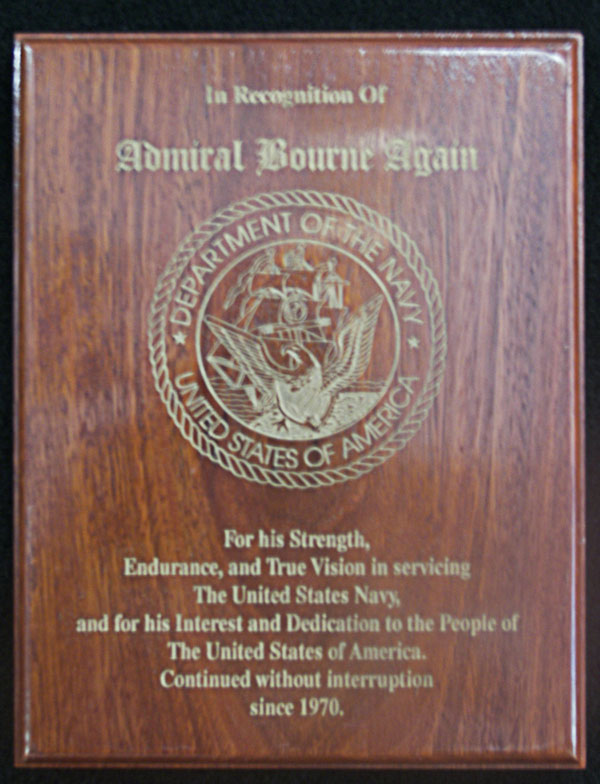 In Recognition Of
Admiral Bourne Again
DEPARTMENT OF THE NAVY
UNITED STATES OF AMERICA
For his Strength,
Endurance, and True Vision in servicing
The United States Navy,
and for his Interest and Dedication to the People of
The United States of America.
Continued without interruption
since 1970.